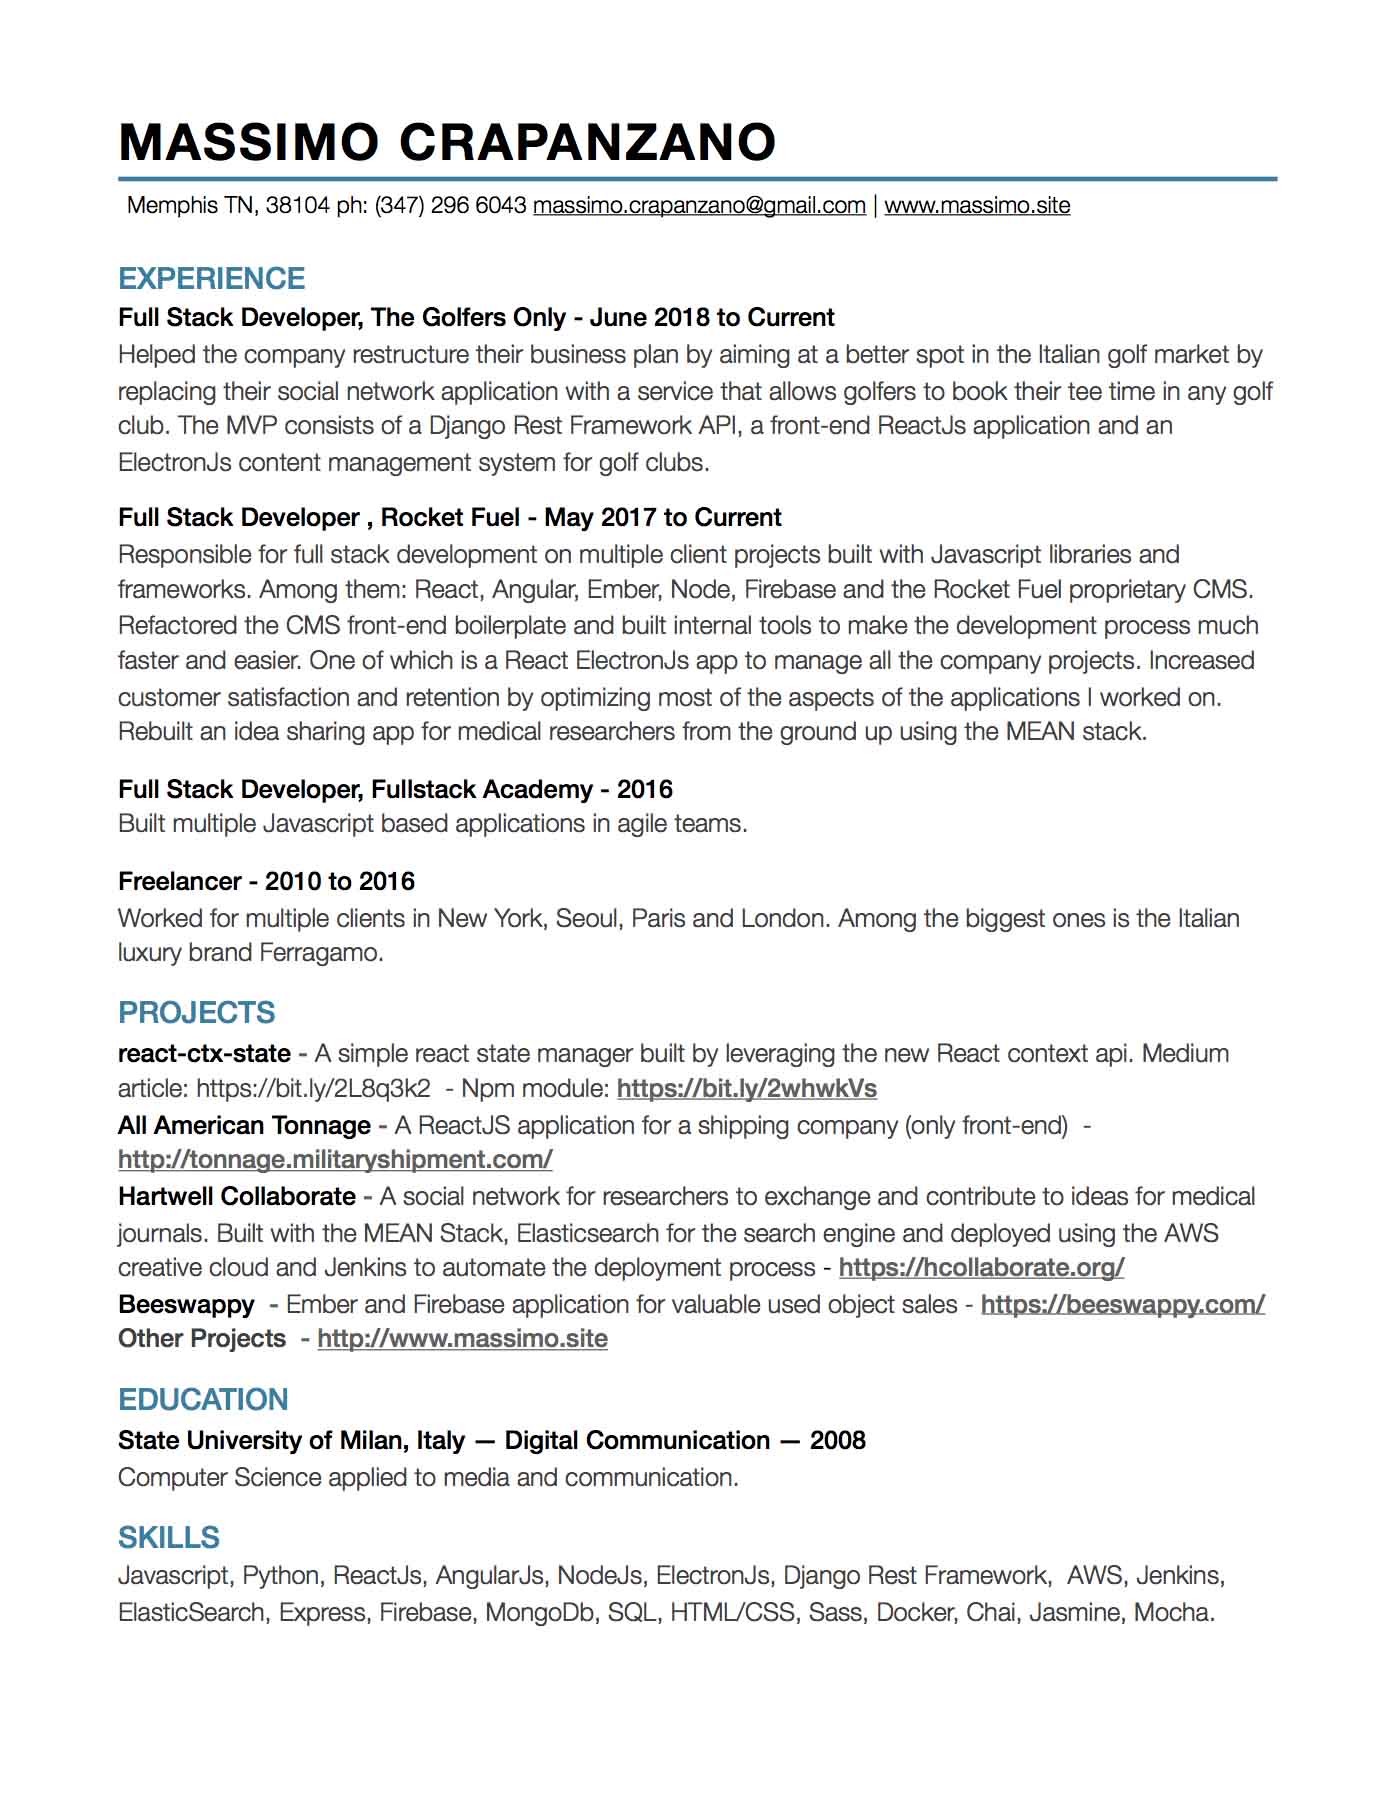 MASSIMO CRAPANZANO
Memphis TN, 38104 ph: (347) 296 6043 massimo.crapanzano@gmail.com | www.massimo.site
EXPERIENCE
Full Stack Developer, The Golfers Only - June 2018 to Current
Helped the company restructure their business plan by aiming at a better spot in the Italian golf market by
replacing their social network application with a service that allows golfers to book their tee time in any golf
club. The MVP consists of a Django Rest Framework API, a front-end ReactJs application and an
ElectronJs content management system for golf clubs.
Full Stack Developer , Rocket Fuel - May 2017 to Current
Responsible for full stack development on multiple client projects built with Javascript libraries and
frameworks. Among them: React, Angular, Ember, Node, Firebase and the Rocket Fuel proprietary CMS.
Refactored the CMS front-end boilerplate and built internal tools to make the development process much
faster and easier. One of which is a React ElectronJs app to manage all the company projects. Increased
customer satisfaction and retention by optimizing most of the aspects of the applications I worked on.
Rebuilt an idea sharing app for medical researchers from the ground up using the MEAN stack.
Full Stack Developer, Fullstack Academy - 2016
Built multiple Javascript based applications in agile teams.
Freelancer - 2010 to 2016
Worked for multiple clients in New York, Seoul, Paris and London. Among the biggest ones is the Italian
luxury brand Ferragamo.
PROJECTS
react-ctx-state - A simple react state manager built by leveraging the new React context api. Medium
article: https://bit.ly/2L8q3k2  - Npm module: https://bit.ly/2whwkVs
All American Tonnage - A ReactJS application for a shipping company (only front-end)  -
http://tonnage.militaryshipment.com/
Hartwell Collaborate - A social network for researchers to exchange and contribute to ideas for medical
journals. Built with the MEAN Stack, Elasticsearch for the search engine and deployed using the AWS
creative cloud and Jenkins to automate the deployment process - https://hcollaborate.org/
Beeswappy  - Ember and Firebase application for valuable used object sales - https://beeswappy.com/
Other Projects  - http://www.massimo.site
EDUCATION
State University of Milan, Italy — Digital Communication — 2008
Computer Science applied to media and communication.
SKILLS
Javascript, Python, ReactJs, AngularJs, NodeJs, ElectronJs, Django Rest Framework,  AWS, Jenkins,
ElasticSearch, Express, Firebase, MongoDb, SQL, HTML/CSS, Sass, Docker, Chai, Jasmine, Mocha.